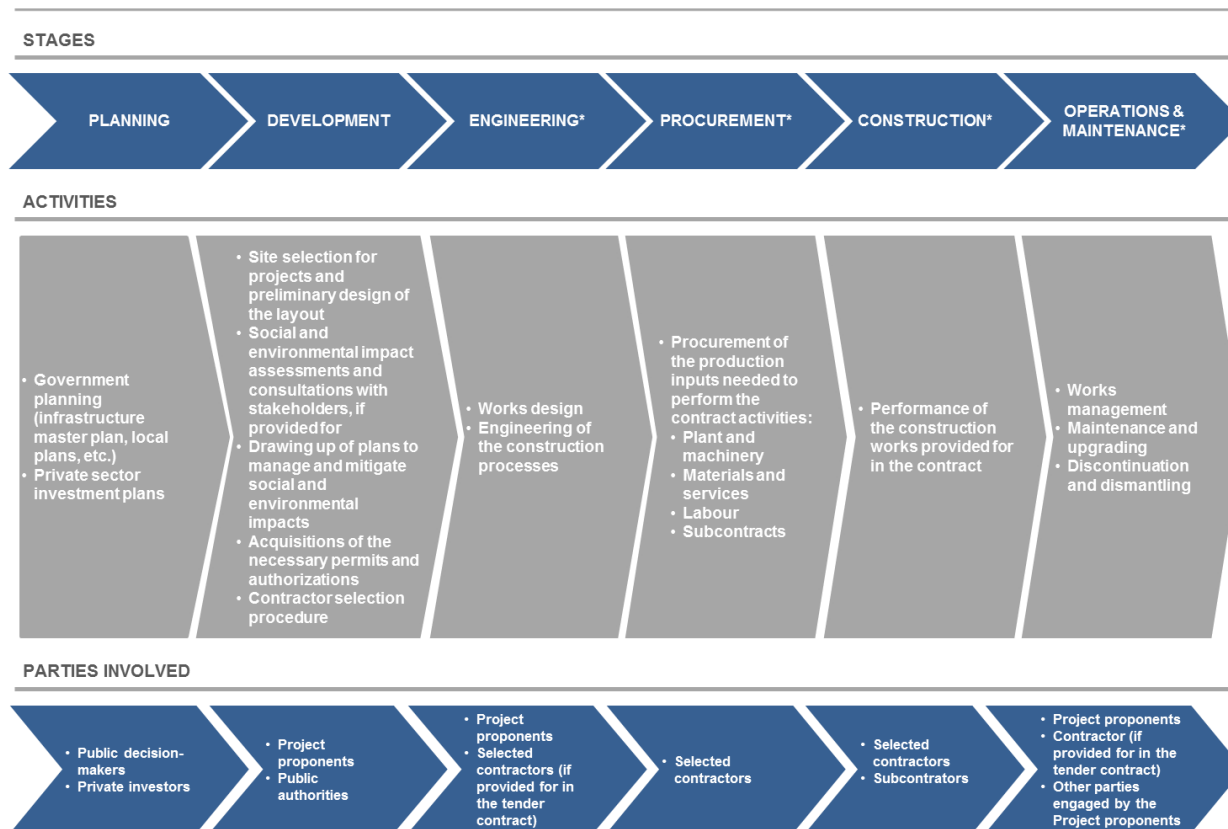 STAGES
PLANNING
DEVELOPMENT
ENGINEERING*
PROCUREMENT*
CONSTRUCTION*
OPERATIONS &
MAINTENANCE*
ACTIVITIES
• Government
planning
(infrastructure
master plan, local
plans, etc.)
• Private sector
investment plans
• Site selection for
projects and
preliminary design of
the layout
• Social and
environmental impact
assessments and
consultations with
stakeholders, if
provided for
• Drawing up of plans to
manage and mitigate
social and
environmental
impacts
• Acquisitions of the
necessary permits and
authorizations
• Contractor selection
procedure
• Works design
• Engineering of
the construction
processes
• Procurement of
the production
inputs needed to
perform the
contract activities:
• Plant and
machinery
• Materials and
services
• Labour
• Subcontracts
• Performance of
the construction
works provided for
in the contract
• Works
management
• Maintenance and
upgrading
• Discontinuation
and dismantling
PARTIES INVOLVED
• Public decision-
makers
• Private investors
• Project
proponents
• Public
authorities
• Project
proponents
• Selected
contractors (if
provided for in
the tender
contract)
• Selected
contractors
• Selected
contractors
• Subcontrators
• Project proponents
• Contractor (if
provided for in the
tender contract)
• Other parties
engaged by the
Project proponents